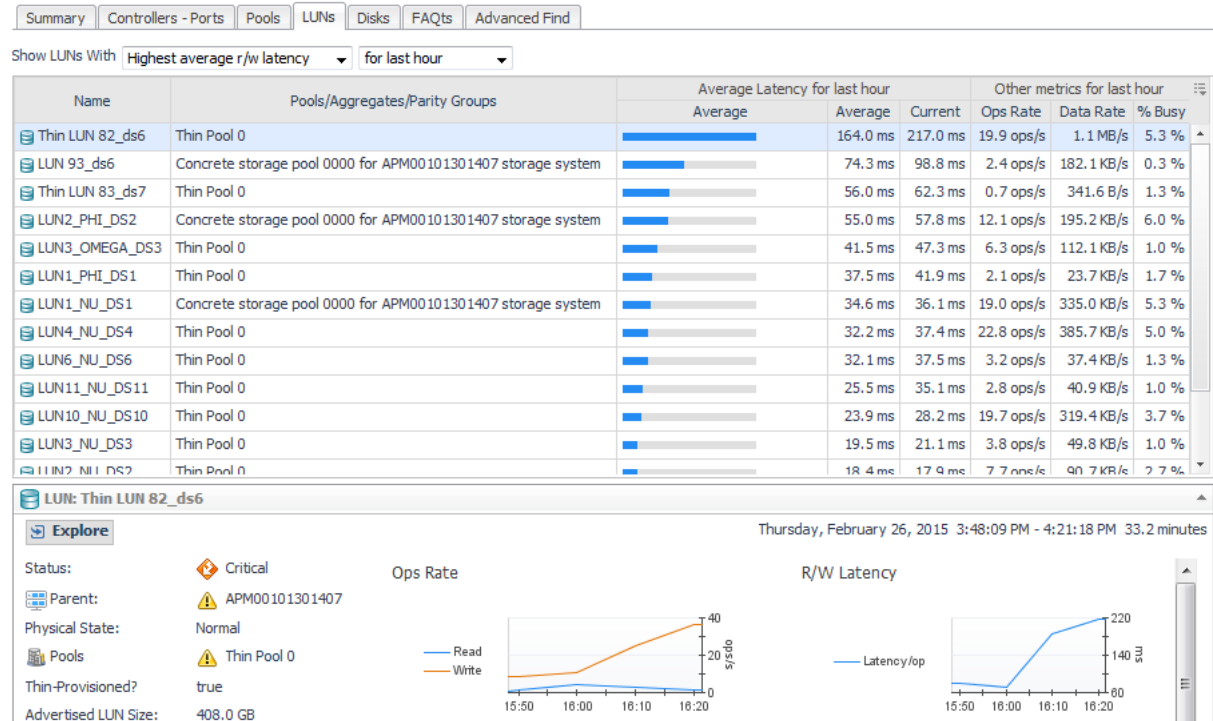 Summary Controllers - Ports Pools LUNs Disks FAQts Advanced Find
Show LUNs With Highest average r/w latency for last hour
Name Pools/Aggregates/Parity Groups Average Latency for last hour Other metrics for last hour
Average Average Current Ops Rate Data Rate % Busy
Thin LUN 82_ds6 Thin Pool 0 164.0 ms 217.0 ms 19.9 ops/s 1.1 MB/s 5.3 %
LUN 93_ds6 Concrete storage pool 0000 for APM00101301407 storage system 74.3 ms 98.8 ms 2.4 ops/s 182.1 KB/s 0.3 %
Thin LUN 83_ds7 Thin Pool 0 56.0 ms 62.3 ms 0.7 ops/s 341.6 B/s 1.3 %
LUN2_PHI_DS2 Concrete storage pool 0000 for APM00101301407 storage system 55.0 ms 57.8 ms 12.1 ops/s 195.2 KB/s 6.0 %
LUN3_OMEGA_DS3 Thin Pool 0 41.5 ms 47.3 ms 6.3 ops/s 112.1 KB/s 1.0 %
LUN1_PHI_DS1 Thin Pool 0 37.5 ms 41.9 ms 2.1 ops/s 23.7 KB/s 1.7 %
LUN1_NU_DS1 Concrete storage pool 0000 for APM00101301407 storage system 34.6 ms 36.1 ms 19.0 ops/s 335.0 KB/s 5.3 %
LUN4_NU_DS4 Thin Pool 0 32.2 ms 37.4 ms 22.8 ops/s 385.7 KB/s 5.0 %
LUN6_NU_DS6 Thin Pool 0 32.1 ms 37.5 ms 3.2 ops/s 37.4 KB/s 1.3 %
LUN11_NU_DS11 Thin Pool 0 25.5 ms 35.1 ms 2.8 ops/s 40.9 KB/s 1.0 %
LUN10_NU_DS10 Thin Pool 0 23.9 ms 28.2 ms 19.7 ops/s 319.4 KB/s 3.7 %
LUN3_NU_DS3 Thin Pool 0 19.5 ms 21.1 ms 3.8 ops/s 49.8 KB/s 1.0 %
LUN2_NU_DS2 Thin Pool 0 18.4 ms 17.9 ms 7.7 ops/s 90.7 KB/s 2.7 %
LUN: Thin LUN 82_ds6
Explore Thursday, February 26, 2015 3:48:09 PM - 4:21:18 PM 33.2 minutes
Status: Critical
Parent: APM00101301407
Physical State: Normal
Pools Thin Pool 0
Thin-Provisioned? true
Advertised LUN Size: 408.0 GB
Ops Rate
Read
Write
40
20
0
ops/s
15:50 16:00 16:10 16:20
R/W Latency
Latency/op
220
140
60
ms
15:50 16:00 16:10 16:20